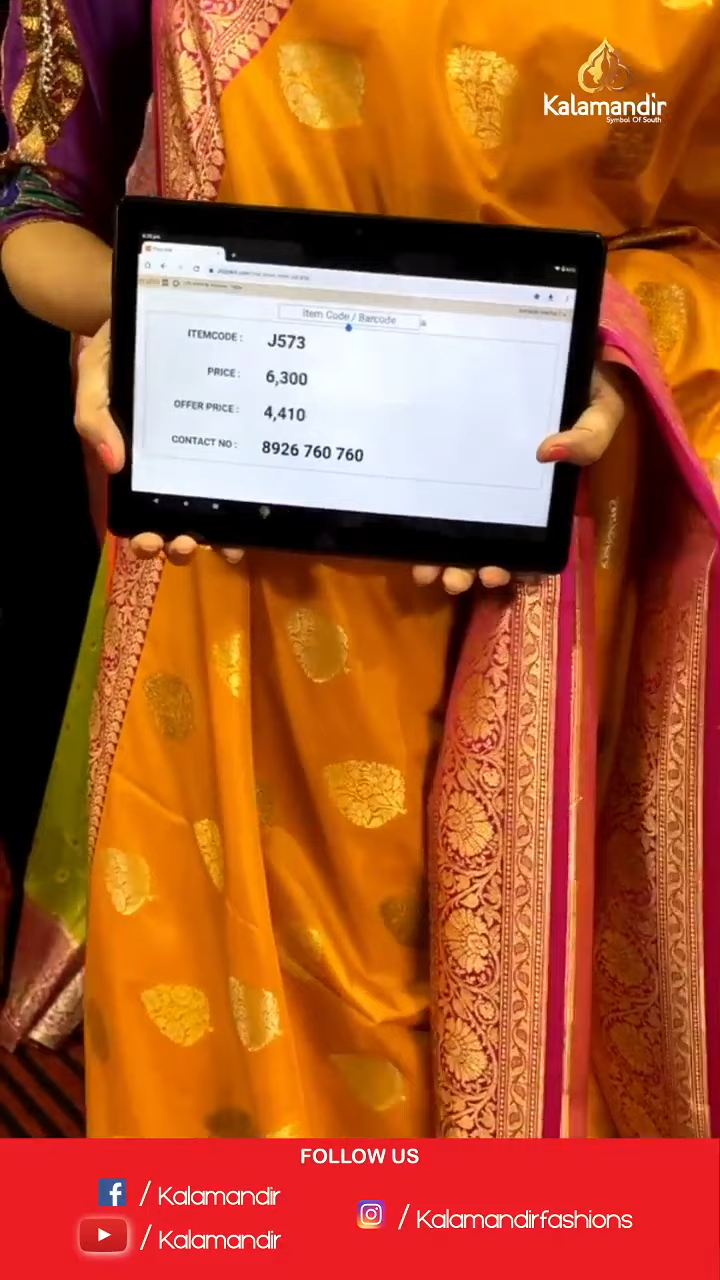 Kalamandir
Symbol Of South
Item Code / Barcode
ITEMCODE : J573
PRICE : 6,300
OFFER PRICE : 4,410
CONTACT NO : 8926 760 760
FOLLOW US
/ Kalamandir
/ Kalamandirfashions
/ Kalamandir